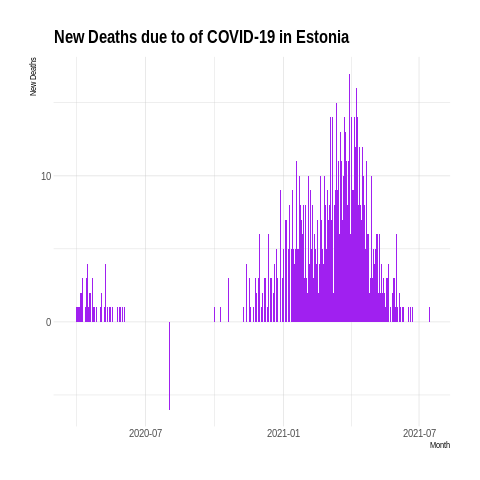 New Deaths due to of COVID-19 in Estonia
New Deaths
10
0
2020-07
2021-01
2021-07
Month